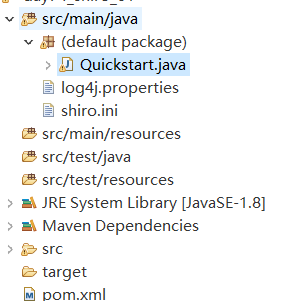 src/main/java
(default package)
Quickstart.java
log4j.properties
shiro.ini
src/main/resources
src/test/java
src/test/resources
JRE System Library [JavaSE-1.8]
Maven Dependencies
src
target
pom.xml